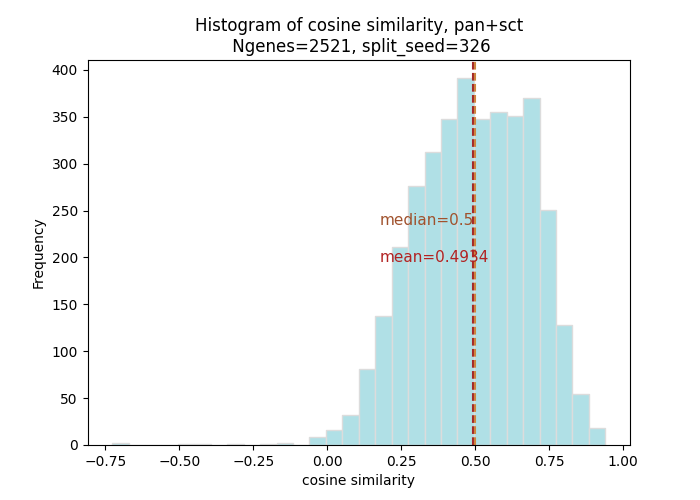 Histogram of cosine similarity, pan+sct
Ngenes=2521, split_seed=326
400
350
300
250
200
150
100
50
0
Frequency
median=0.5
mean=0.4934
−0.75 −0.50 −0.25 0.00 0.25 0.50 0.75 1.00
cosine similarity